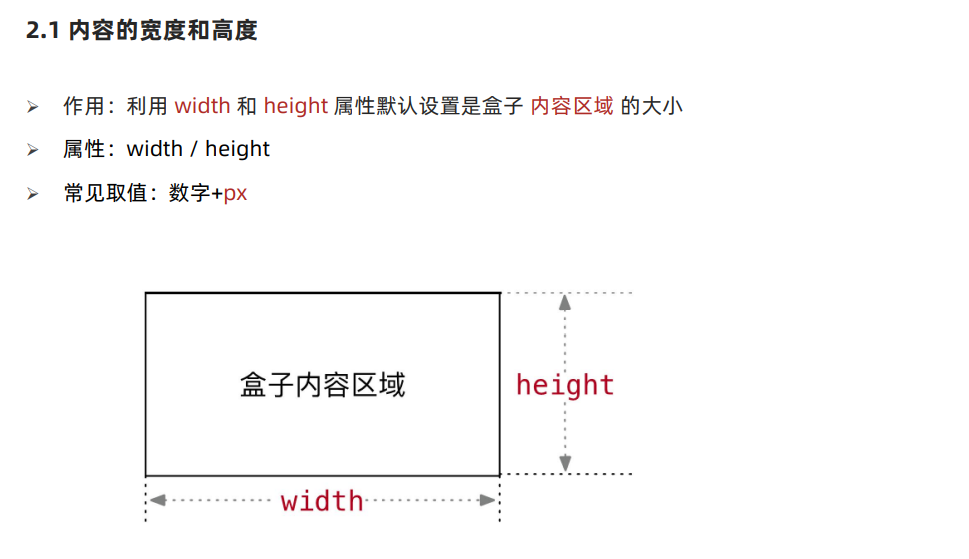 2.1 内容的宽度和高度
作用：利用 width 和 height 属性默认设置是盒子 内容区域 的大小
属性：width / height
常见取值：数字+px
盒子内容区域
height
width